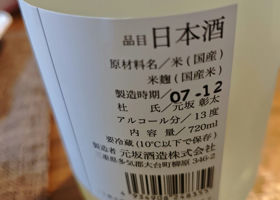 品目 日本酒
原材料名／米(国産)
米麹(国産米)
製造時期／07-12
杜　氏／元坂 彰太
アルコール分／13度
内 容 量／720ml
要冷蔵(10℃以下で保存)
製造者 元坂酒造株式会社
三重県多気郡大台町柳原 346-2